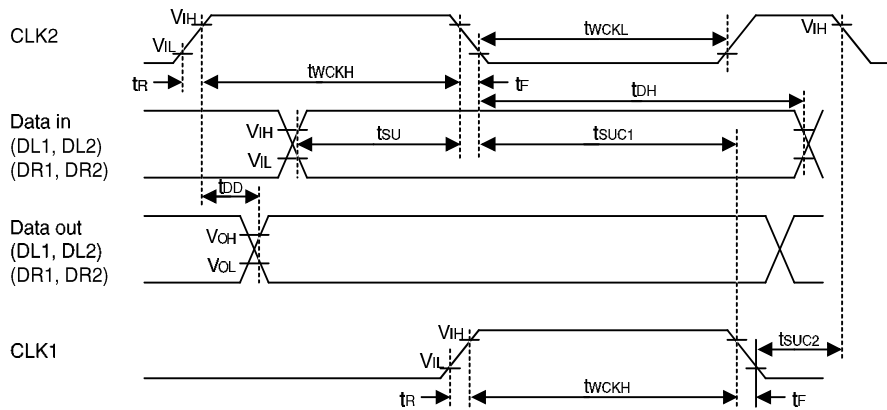 CLK2
VIH
VIL
tWCKL
VIH
tR
tWCKH
tF
tDH
Data in
(DL1, DL2)
(DR1, DR2)
VIH
VIL
tSU
tSUC1
tDD
Data out
(DL1, DL2)
(DR1, DR2)
VOH
VOL
CLK1
VIH
VIL
tSUC2
tR
tWCKH
tF